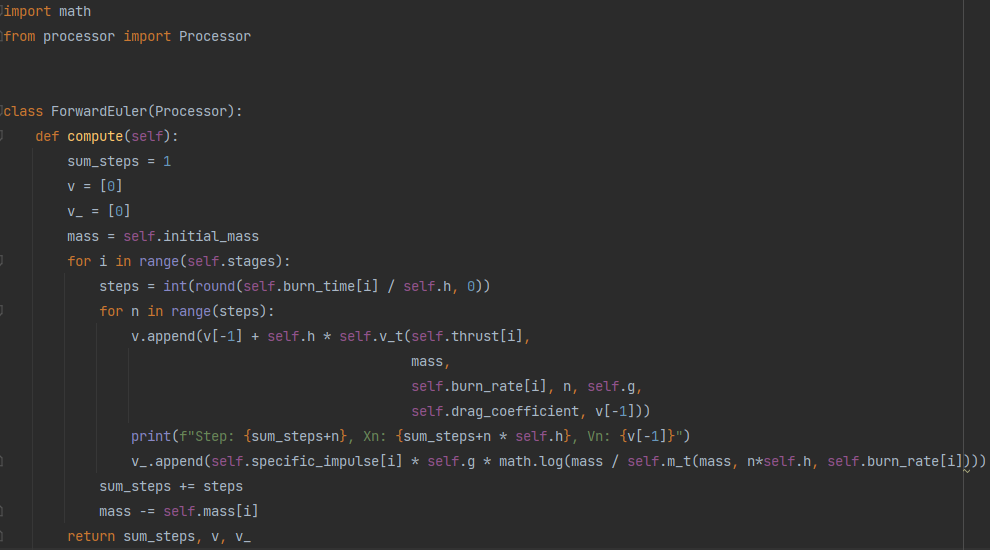 import math
from processor import Processor
class ForwardEuler(Processor):
    def compute(self):
        sum_steps = 1
        v = [0]
        v_ = [0]
        mass = self.initial_mass
        for i in range(self.stages):
            steps = int(round(self.burn_time[i] / self.h, 0))
            for n in range(steps):
                v.append(v[-1] + self.h * self.v_t(self.thrust[i],
                                                   mass,
                                                   self.burn_rate[i], n, self.g,
                                                   self.drag_coefficient, v[-1]))
                print(f"Step: {sum_steps+n}, Xn: {sum_steps+n * self.h}, Vn: {v[-1]}")
                v_.append(self.specific_impulse[i] * self.g * math.log(mass / self.m_t(mass, n*self.h, self.burn_rate[i])))
            sum_steps += steps
            mass -= self.mass[i]
        return sum_steps, v, v_